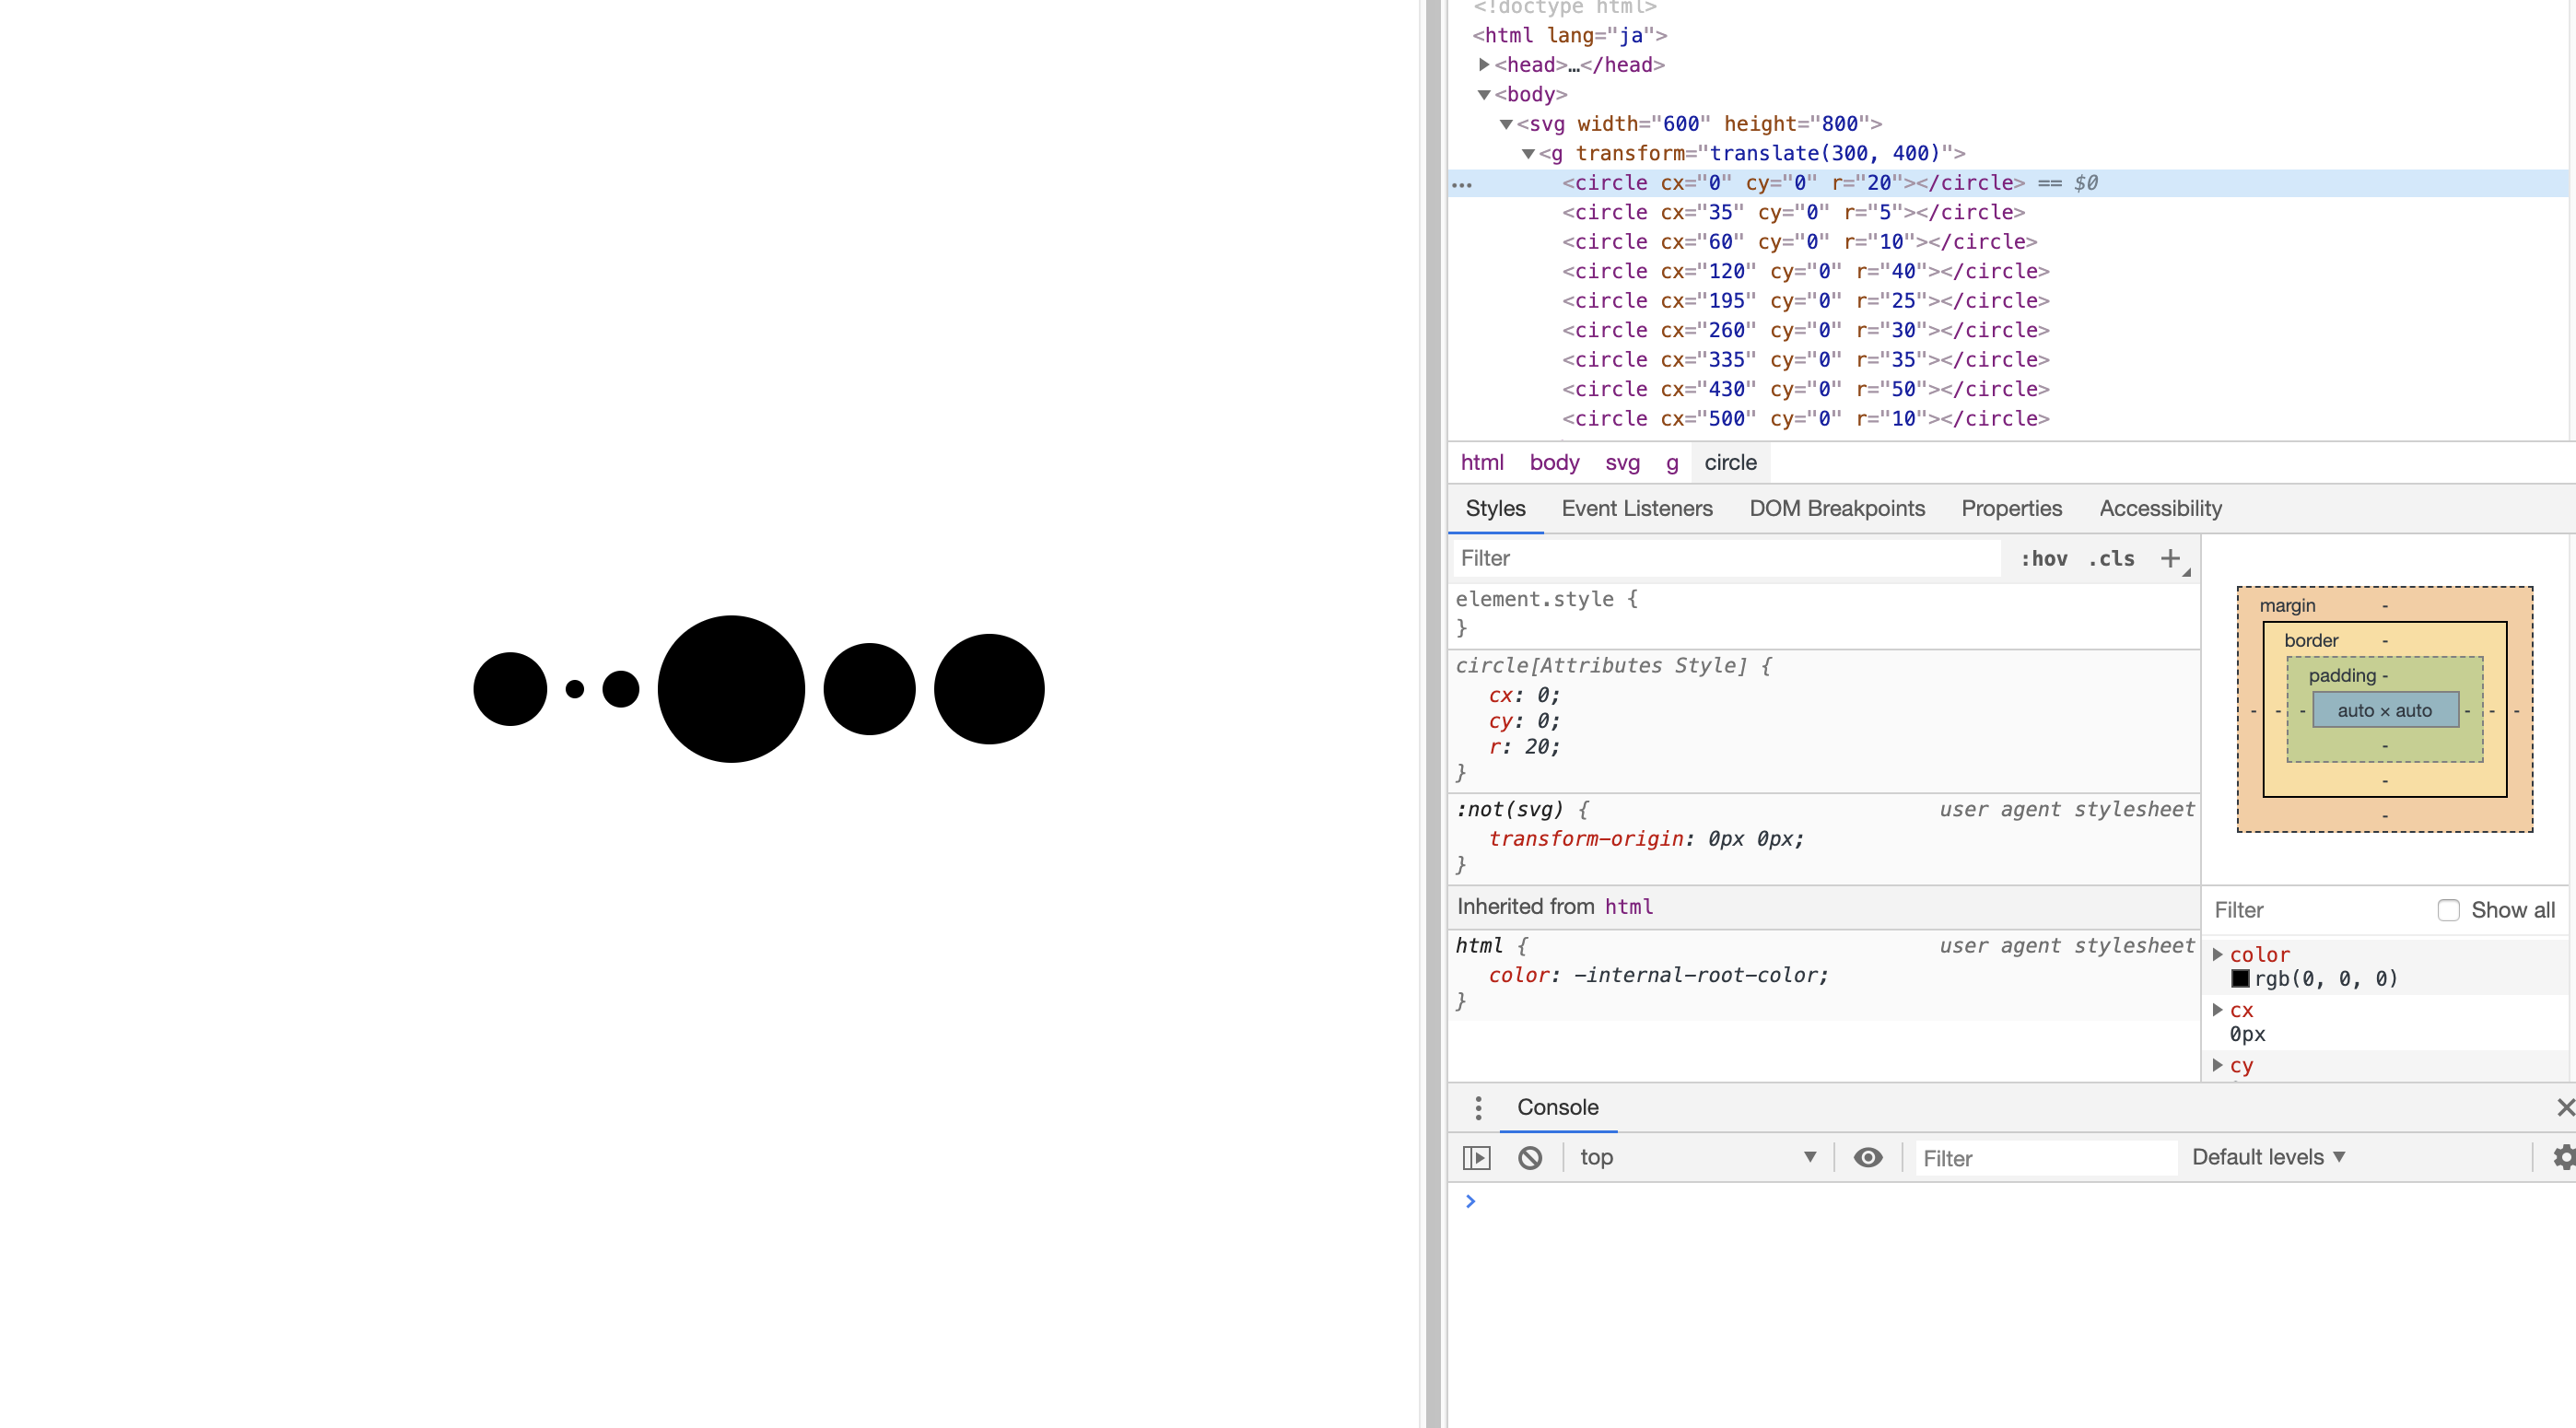 <!doctype html>
<html lang="ja">
<head>…</head>
<body>
<svg width="600" height="800">
<g transform="translate(300, 400)">
<circle cx="0" cy="0" r="20"></circle> == $0
<circle cx="35" cy="0" r="5"></circle>
<circle cx="60" cy="0" r="10"></circle>
<circle cx="120" cy="0" r="40"></circle>
<circle cx="195" cy="0" r="25"></circle>
<circle cx="260" cy="0" r="30"></circle>
<circle cx="335" cy="0" r="35"></circle>
<circle cx="430" cy="0" r="50"></circle>
<circle cx="500" cy="0" r="10"></circle>
html body svg g circle
Styles Event Listeners DOM Breakpoints Properties Accessibility
Filter :hov .cls +
element.style {
}
circle[Attributes Style] {
cx: 0;
cy: 0;
r: 20;
}
:not(svg) { user agent stylesheet
transform-origin: 0px 0px;
}
Inherited from html
html { user agent stylesheet
color: -internal-root-color;
}
margin -
border -
padding -
- - - auto × auto - - -
-
-
-
Filter Show all
color
rgb(0, 0, 0)
cx
0px
cy
Console
top Filter Default levels